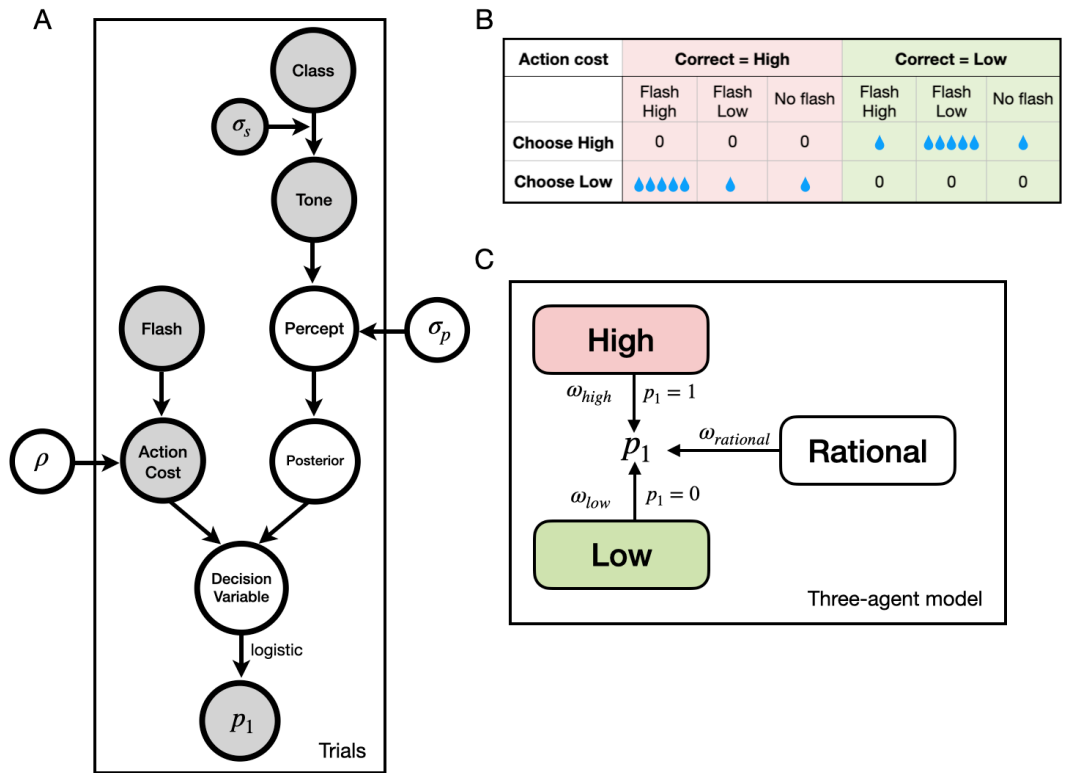 A
Class
σs
Tone
Flash
Percept
σp
ρ
Action
Cost
Posterior
Decision
Variable
logistic
p1
Trials
B
Action cost Correct = High Correct = Low
Flash High Flash Low No flash Flash High Flash Low No flash
Choose High 0 0 0
Choose Low 0 0 0
C
High
ωhigh p1 = 1
p1 ωrational Rational
ωlow p1 = 0
Low
Three-agent model